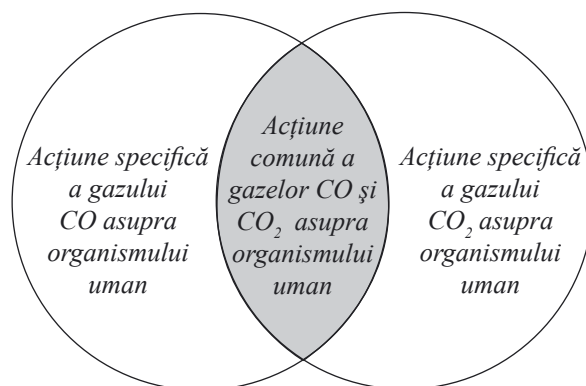 Acțiune specifică
a gazului
CO asupra
organismului
uman
Acțiune
comună a
gazelor CO și
CO₂ asupra
organismului
uman
Acțiune specifică
a gazului
CO₂ asupra
organismului
uman